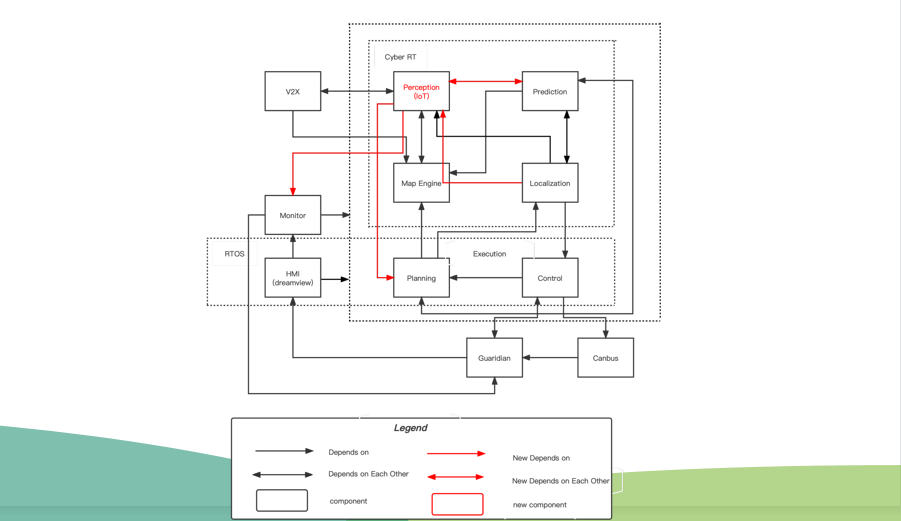 Cyber RT
V2X
Perception
(IoT)
Prediction
Map Engine
Localization
Monitor
RTOS
Execution
HMI
(dreamview)
Planning
Control
Guaridian
Canbus
Legend
Depends on
New Depends on
Depends on Each Other
New Depends on Each Other
component
new component